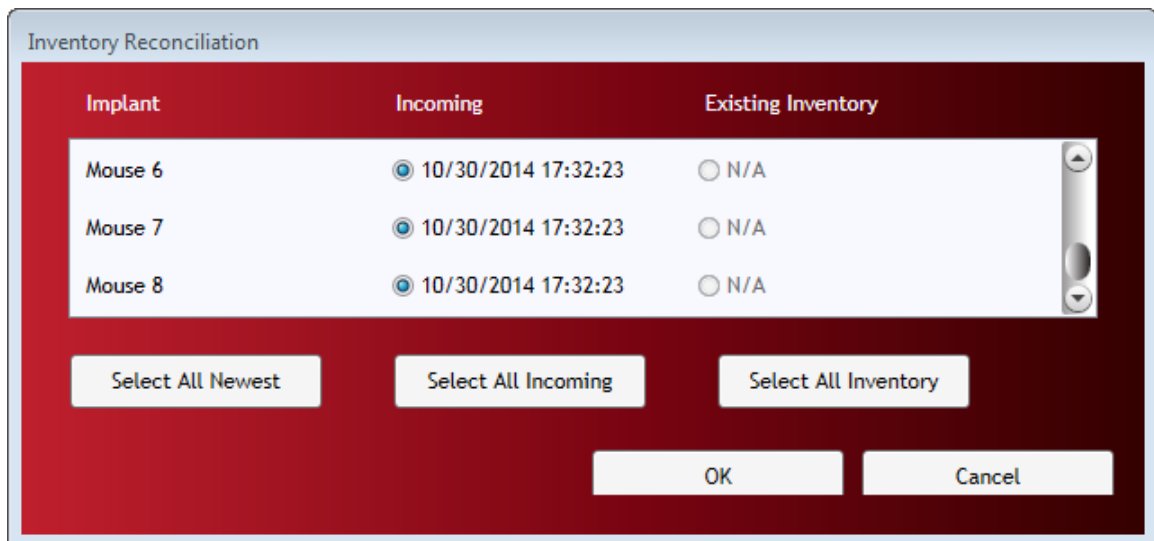 Inventory Reconciliation
Implant Incoming Existing Inventory
Mouse 6 10/30/2014 17:32:23 N/A
Mouse 7 10/30/2014 17:32:23 N/A
Mouse 8 10/30/2014 17:32:23 N/A
Select All Newest Select All Incoming Select All Inventory
OK Cancel